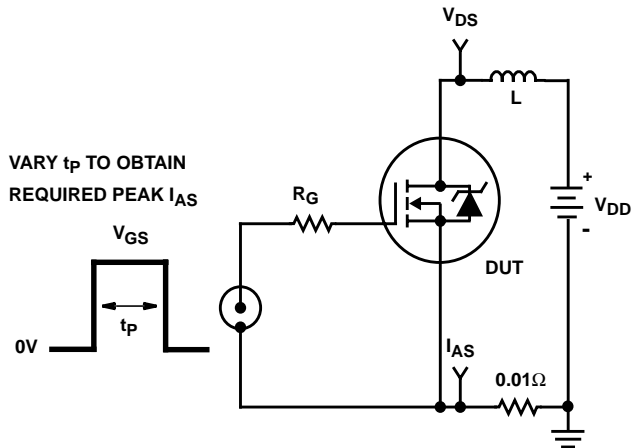 VDS
L
VARY tP TO OBTAIN
REQUIRED PEAK IAS
RG
+
VDD
-
VGS
DUT
tP
0V
IAS
0.01Ω